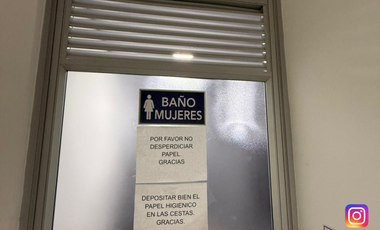 BAÑO
MUJERES
POR FAVOR NO
DESPERDICIAR
PAPEL
GRACIAS
DEPOSITAR BIEN EL
PAPEL HIGIENICO
EN LAS CESTAS.
GRACIAS.